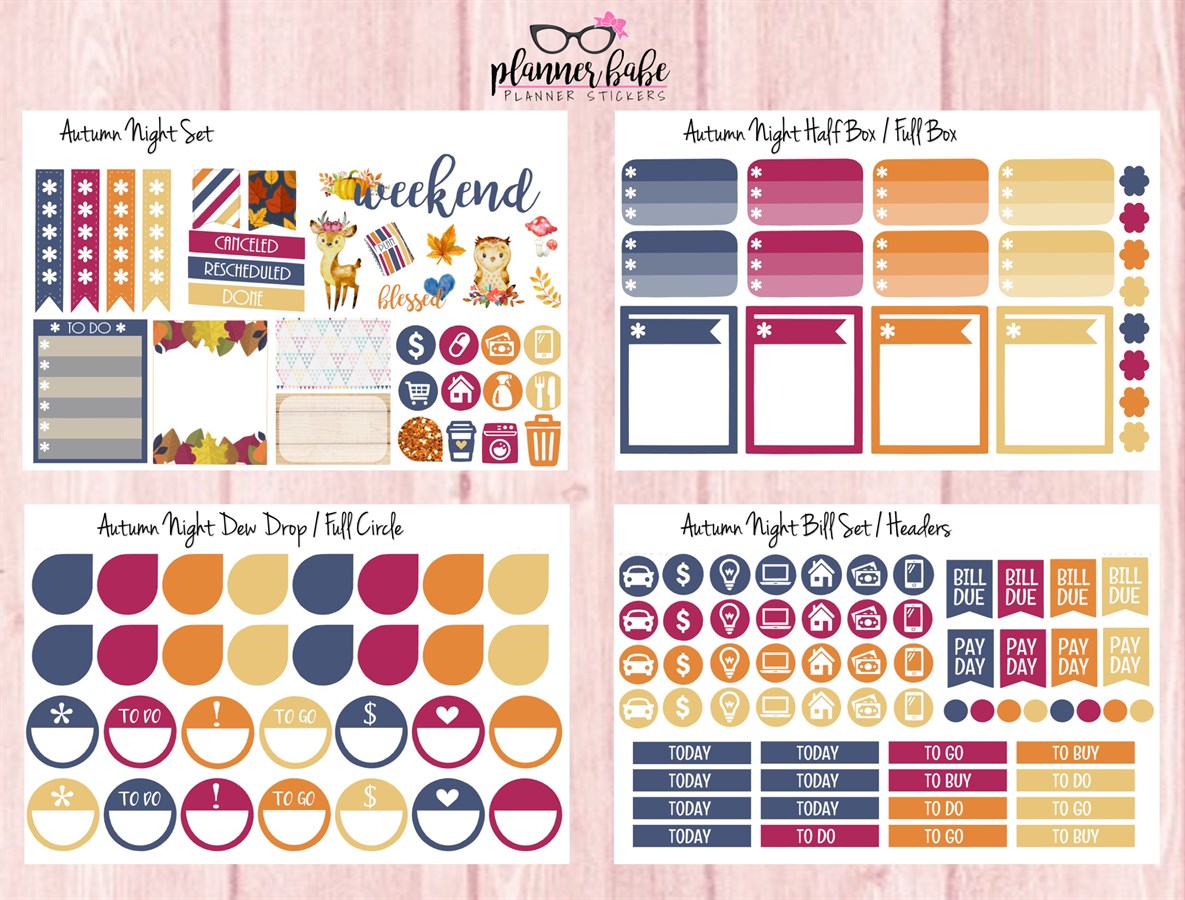 planner babe
PLANNER STICKERS
Autumn Night Set
weekend
CANCELED
RESCHEDULED
DONE
PLAN
blessed
* TO DO *
$
Autumn Night Half Box / Full Box
Autumn Night Dew Drop / Full Circle
* TO DO ! TO GO $
* TO DO ! TO GO $
Autumn Night Bill Set / Headers
$
$
$
$
BILL DUE BILL DUE BILL DUE BILL DUE
PAY DAY PAY DAY PAY DAY PAY DAY
TODAY TODAY TO GO TO BUY
TODAY TODAY TO BUY TO DO
TODAY TODAY TO DO TO GO
TODAY TO DO TO GO TO BUY